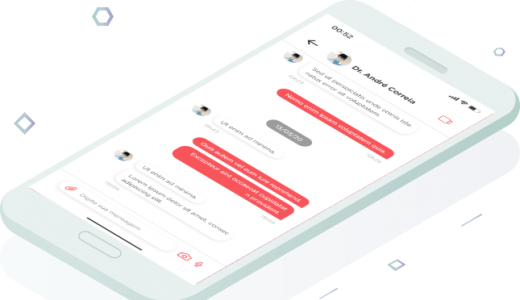 00:52
Dr. André Correia
Sed ut perspiciatis unde omnis iste
natus error sit voluptatem
Nemo enim ipsam voluptatem quia
15/03/20
Ut enim ad minima
Quis autem vel eum iure reprehend
Excepteur sint occaecat cupidatat
n proident.
Ut enim ad minima
Lorem ipsum dolor sit amet, consec
adipiscing elit
Digite sua mensagem